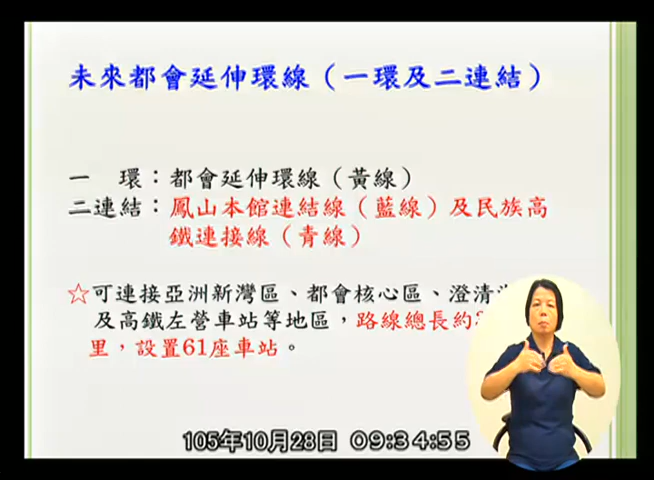 未來都會延伸環線（一環及二連結）
一 環：都會延伸環線（黃線）
二連結：鳳山本館連結線（藍線）及民族高
鐵連接線（青線）
☆可連接亞洲新灣區、都會核心區、澄清
及高鐵左營車站等地區，路線總長約
里，設置61座車站。
105年10月28日 09:34:55